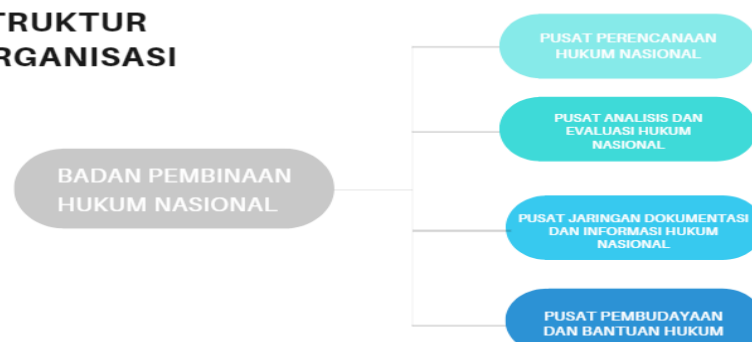 TRUKTUR
RGANISASI
BADAN PEMBINAAN
HUKUM NASIONAL
PUSAT PERENCANAAN
HUKUM NASIONAL
PUSAT ANALISIS DAN
EVALUASI HUKUM
NASIONAL
PUSAT JARINGAN DOKUMENTASI
DAN INFORMASI HUKUM
NASIONAL
PUSAT PEMBUDAYAAN
DAN BANTUAN HUKUM